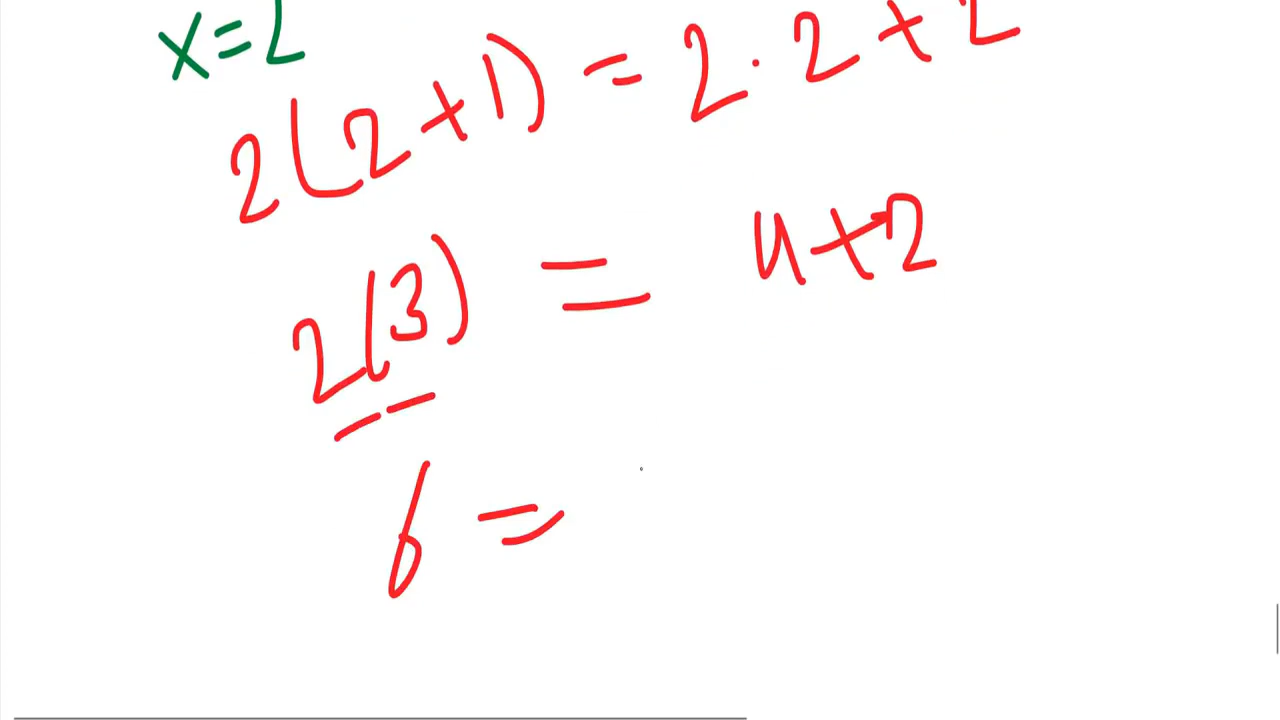 x=2
2(2+1) = 2·2+2
2(3) = 4+2
6 =